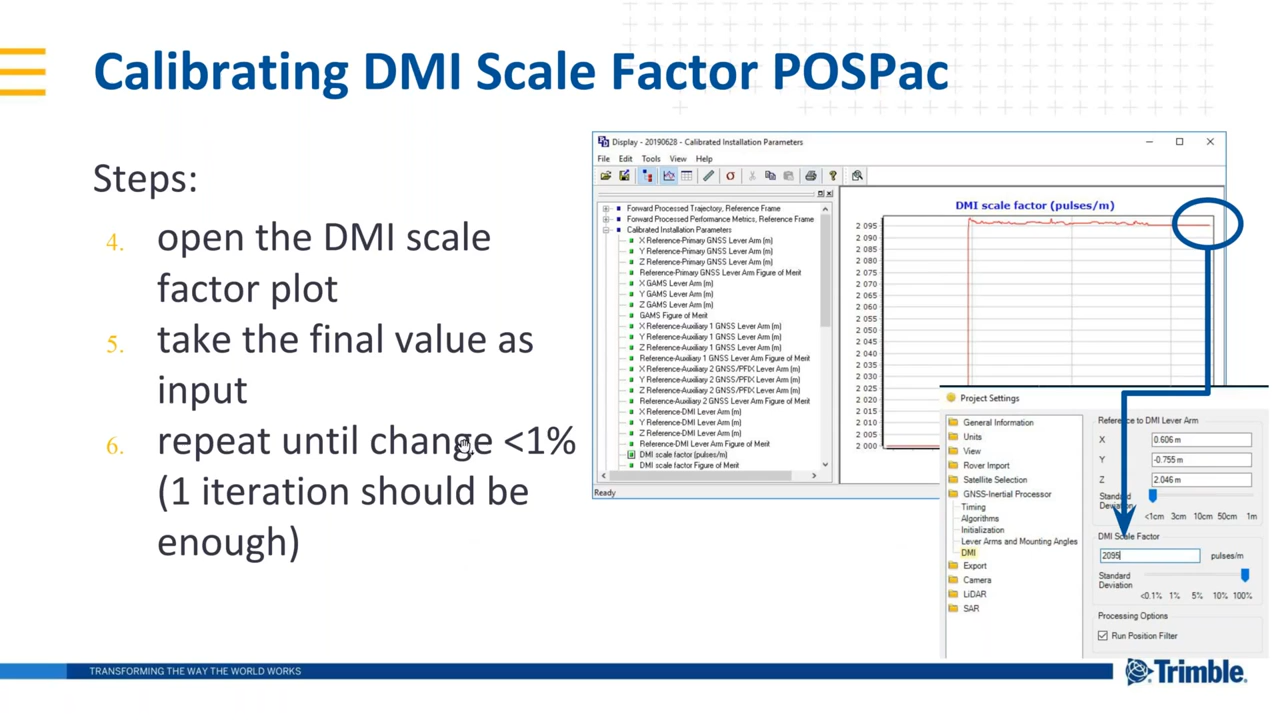 Calibrating DMI Scale Factor POSPac
Steps:
4. open the DMI scale
factor plot
5. take the final value as
input
6. repeat until change <1%
(1 iteration should be
enough)
Display - 20190628 - Calibrated Installation Parameters
File Edit Tools View Help
Forward Processed Trajectory, Reference Frame
Forward Processed Performance Metrics, Reference Frame
Calibrated Installation Parameters
X Reference-Primary GNSS Lever Arm (m)
Y Reference-Primary GNSS Lever Arm (m)
Z Reference-Primary GNSS Lever Arm (m)
Reference-Primary GNSS Lever Arm Figure of Merit
X GAMS Lever Arm (m)
Y GAMS Lever Arm (m)
Z GAMS Lever Arm (m)
GAMS Figure of Merit
X Reference-Auxiliary 1 GNSS Lever Arm (m)
Y Reference-Auxiliary 1 GNSS Lever Arm (m)
Z Reference-Auxiliary 1 GNSS Lever Arm (m)
Reference-Auxiliary 1 GNSS Lever Arm Figure of Merit
X Reference-Auxiliary 2 GNSS/PFIX Lever Arm (m)
Y Reference-Auxiliary 2 GNSS/PFIX Lever Arm (m)
Z Reference-Auxiliary 2 GNSS/PFIX Lever Arm (m)
Reference-Auxiliary 2 GNSS Lever Arm Figure of Merit
X Reference-DMI Lever Arm (m)
Y Reference-DMI Lever Arm (m)
Z Reference-DMI Lever Arm (m)
Reference-DMI Lever Arm Figure of Merit
DMI scale factor (pulses/m)
DMI scale factor Figure of Merit
Ready
DMI scale factor (pulses/m)
2 095
2 090
2 085
2 080
2 075
2 070
2 065
2 060
2 055
2 050
2 045
2 040
2 035
2 030
2 025
2 020
2 015
2 010
2 005
2 000
Project Settings
General Information
Units
View
Rover Import
Satellite Selection
GNSS-Inertial Processor
Timing
Algorithms
Initialization
Lever Arms and Mounting Angles
DMI
Export
Camera
LiDAR
SAR
Reference to DMI Lever Arm
X 0.606 m
Y -0.755 m
Z 2.046 m
Standard
Deviation
<1cm 3cm 10cm 50cm 1m
DMI Scale Factor
2095 pulses/m
Standard
Deviation
<0.1% 1% 5% 10% 100%
Processing Options
Run Position Filter
TRANSFORMING THE WAY THE WORLD WORKS
Trimble.